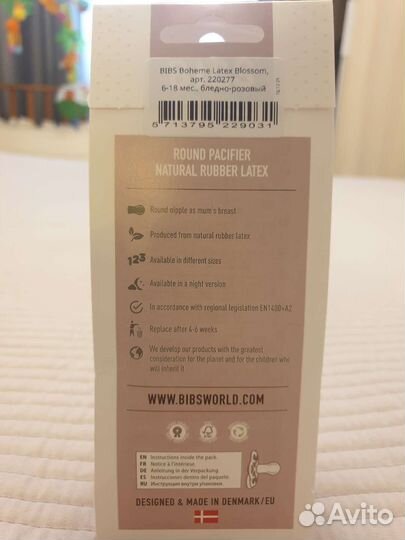 BIBS Boheme Latex Blossom,
арт. 220277
6-18 мес., бледно-розовый
5 713795 229031
ROUND PACIFIER
NATURAL RUBBER LATEX
Round nipple as mum's breast
Produced from natural rubber latex
123 Available in different sizes
Available in a night version
In accordance with regional legislation EN1400+A2
Replace after 4-6 weeks
We develop our products with the greatest
consideration for the planet and for the children who
will inherit it
WWW.BIBSWORLD.COM
EN Instructions inside the pack.
FR Notice à l'intérieur.
DE Anleitung in der Verpackung
ES Instrucciones dentro del paquete.
RU Инструкция внутри упаковки.
DESIGNED & MADE IN DENMARK/EU
Avito